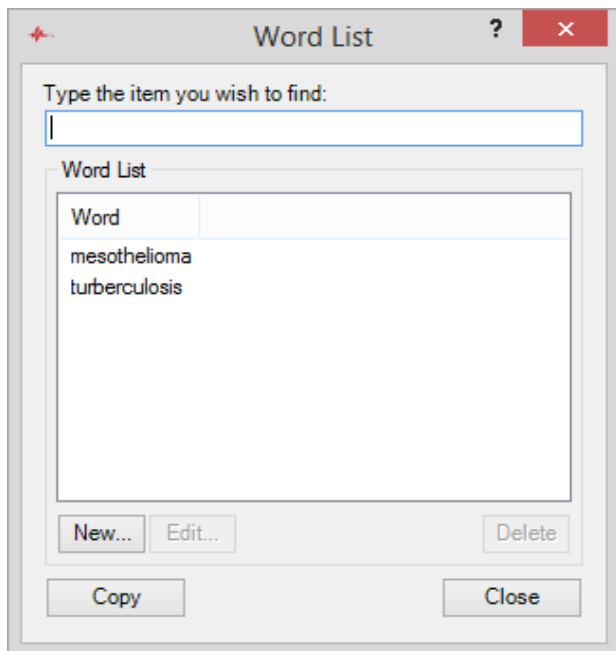 Word List ?
Type the item you wish to find:
Word List
Word
mesothelioma
turberculosis
New... Edit... Delete
Copy Close